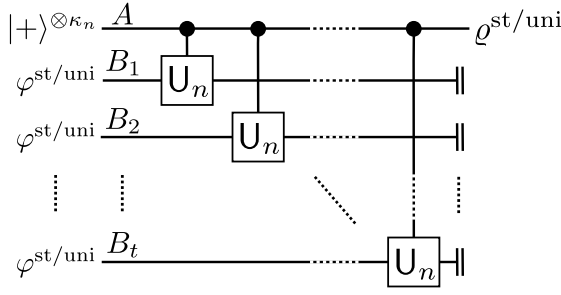 |+⟩^{⊗κ_n} A ϱ^{st/uni}
φ^{st/uni} B_1 U_n
φ^{st/uni} B_2 U_n
φ^{st/uni} B_t U_n